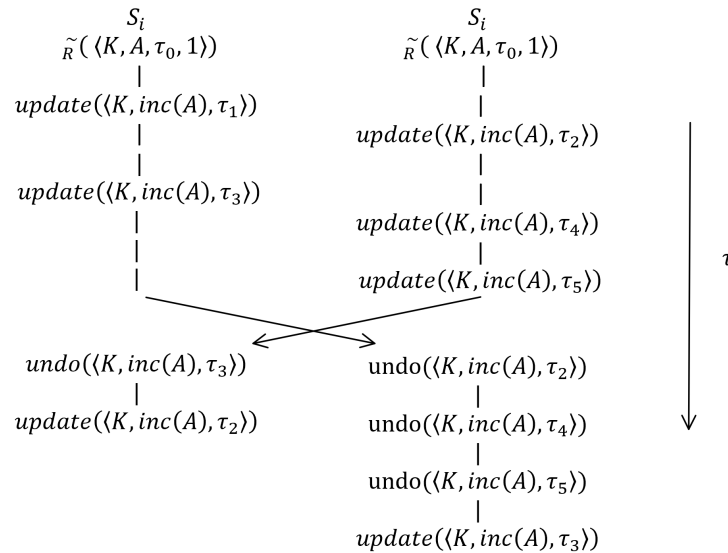 S_i
R̃(⟨K, A, τ_0, 1⟩)
update(⟨K, inc(A), τ_1⟩)
update(⟨K, inc(A), τ_3⟩)
undo(⟨K, inc(A), τ_3⟩)
update(⟨K, inc(A), τ_2⟩)
S_i
R̃(⟨K, A, τ_0, 1⟩)
update(⟨K, inc(A), τ_2⟩)
update(⟨K, inc(A), τ_4⟩)
update(⟨K, inc(A), τ_5⟩)
undo(⟨K, inc(A), τ_2⟩)
undo(⟨K, inc(A), τ_4⟩)
undo(⟨K, inc(A), τ_5⟩)
update(⟨K, inc(A), τ_3⟩)